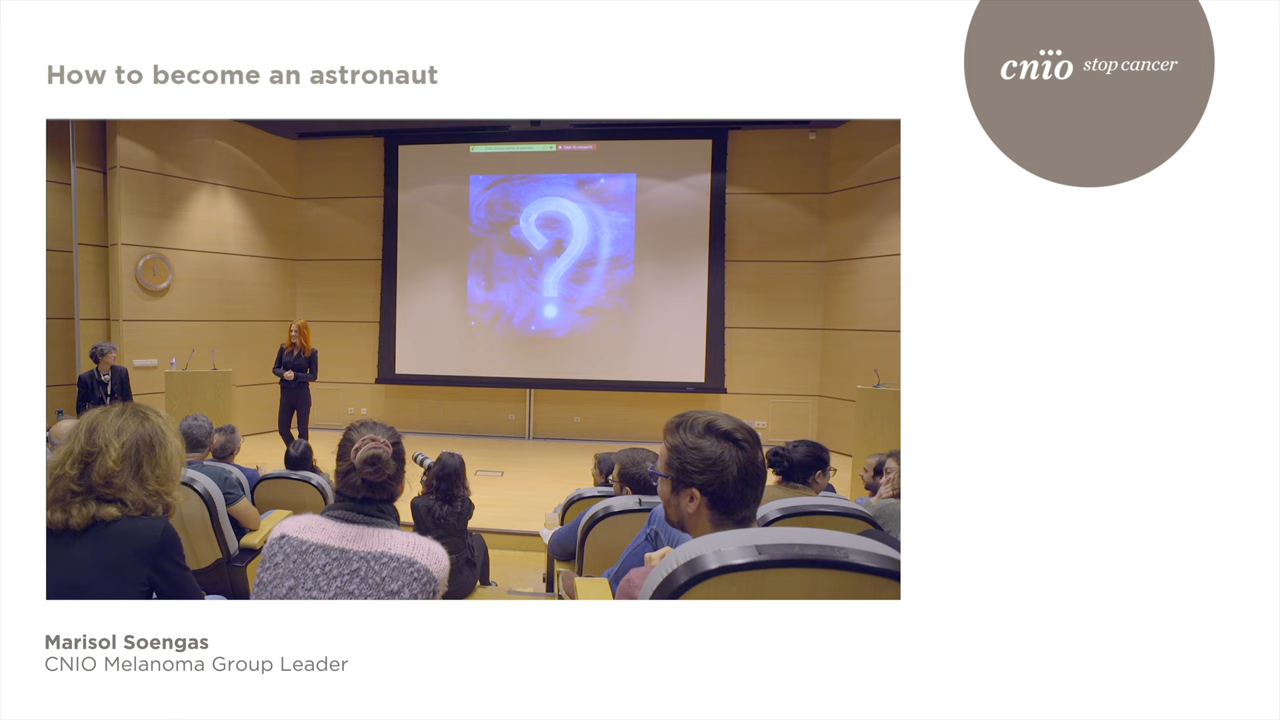 How to become an astronaut
cnio stop cancer
?
Marisol Soengas
CNIO Melanoma Group Leader